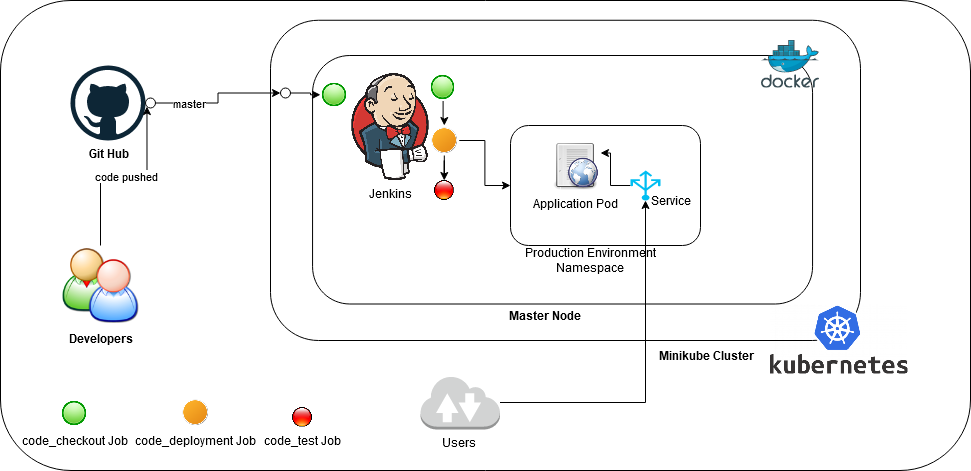 docker
master
Git Hub
code pushed
Jenkins
Application Pod
Service
Production Environment
Namespace
Developers
Master Node
Minikube Cluster
kubernetes
code_checkout Job
code_deployment Job
code_test Job
Users